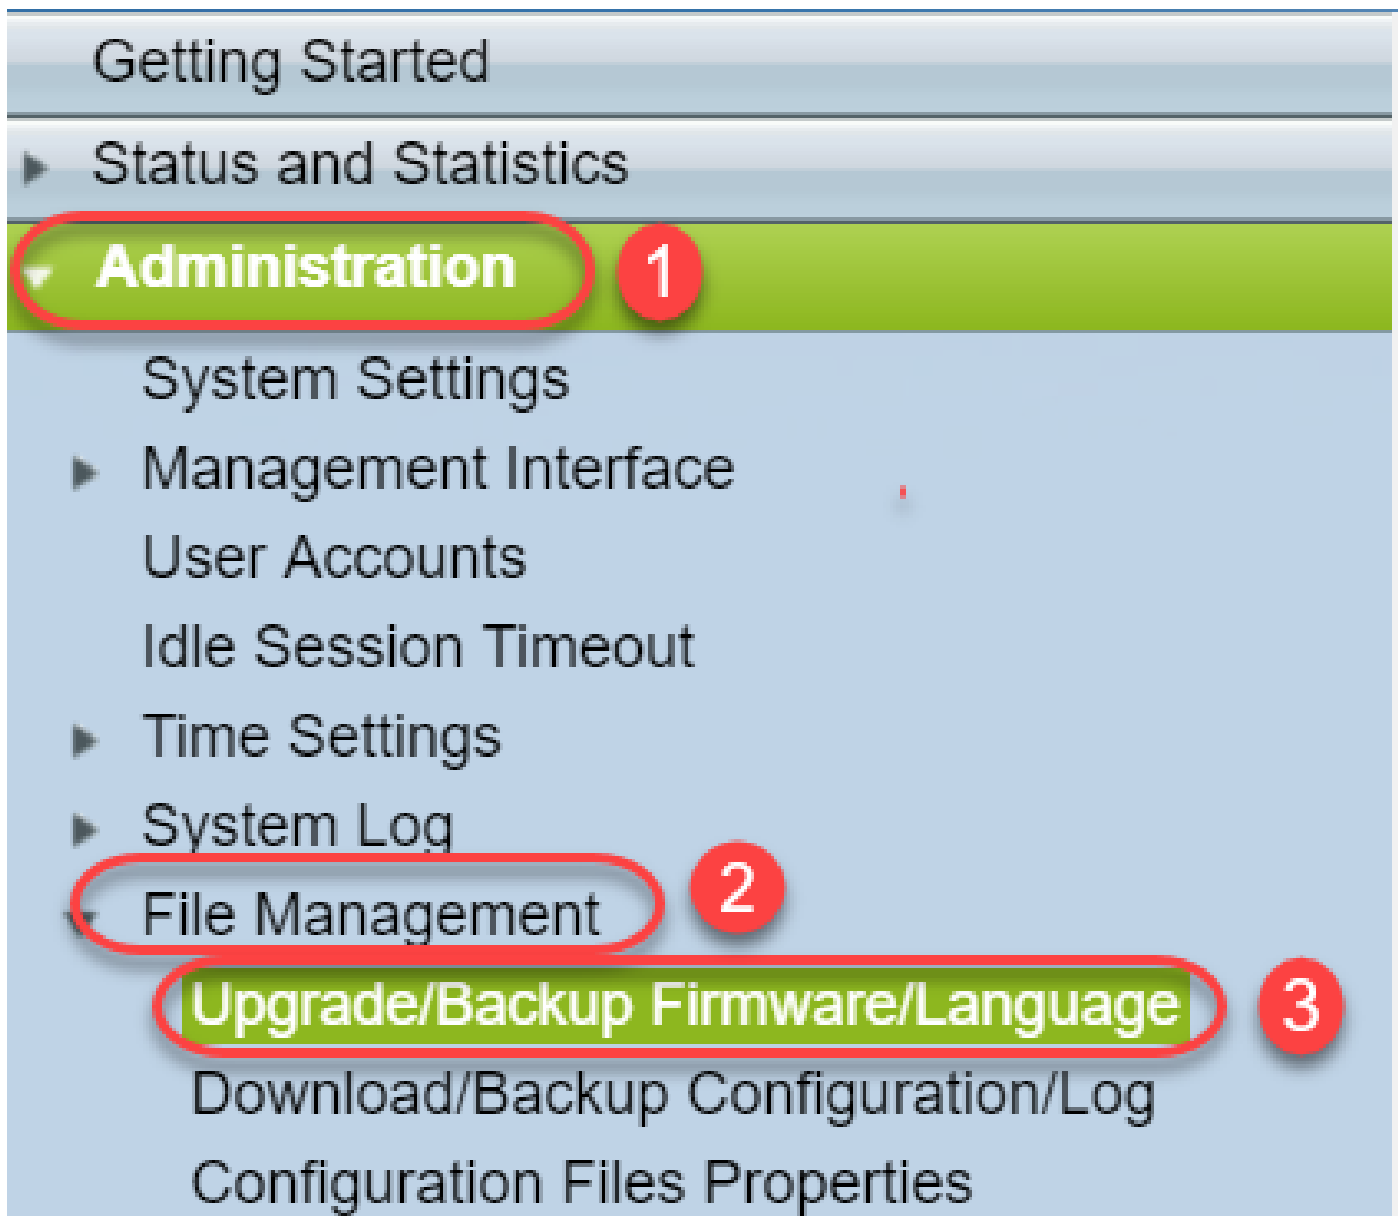 Getting Started
Status and Statistics
Administration 1
System Settings
Management Interface
User Accounts
Idle Session Timeout
Time Settings
System Log
File Management 2
Upgrade/Backup Firmware/Language 3
Download/Backup Configuration/Log
Configuration Files Properties